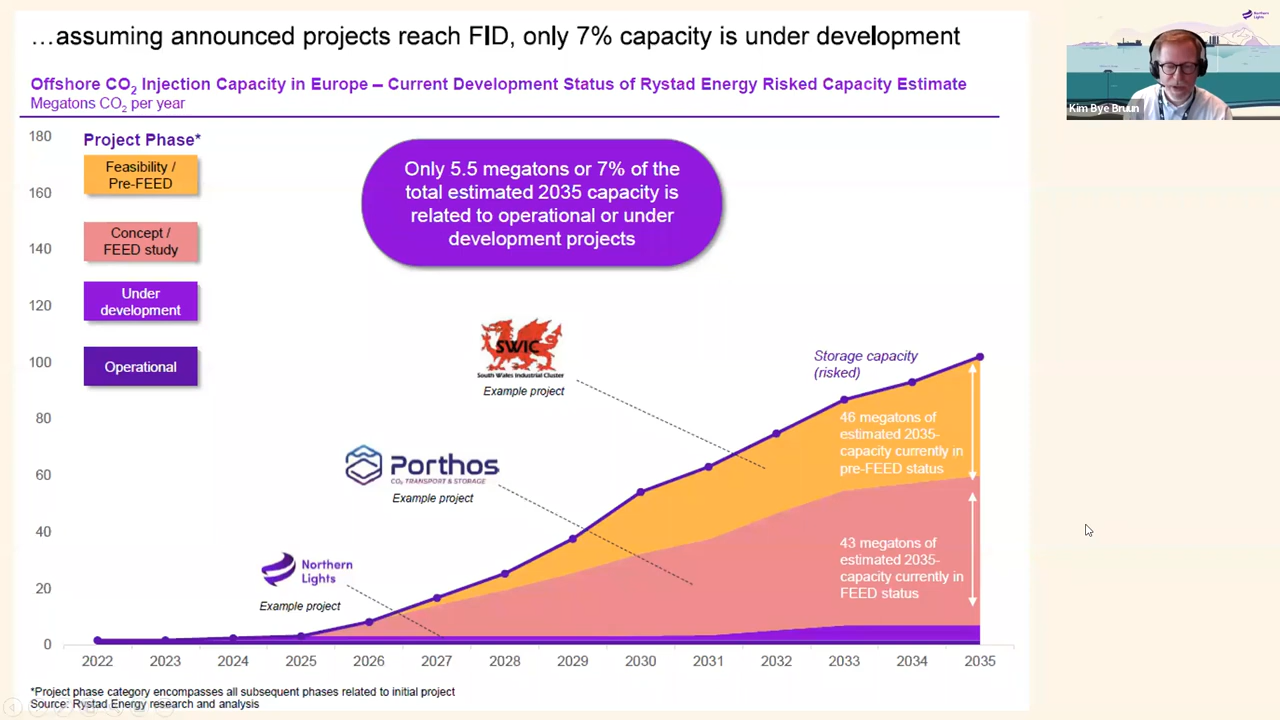 …assuming announced projects reach FID, only 7% capacity is under development
Offshore CO2 Injection Capacity in Europe – Current Development Status of Rystad Energy Risked Capacity Estimate
Megatons CO2 per year
Northern
Lights
Kim Bye Bruun
180
160
140
120
100
80
60
40
20
0
Project Phase*
Feasibility /
Pre-FEED
Concept /
FEED study
Under
development
Operational
Only 5.5 megatons or 7% of the
total estimated 2035 capacity is
related to operational or under
development projects
SWIC
South Wales Industrial Cluster
Example project
Porthos
CO2 TRANSPORT & STORAGE
Example project
Northern
Lights
Example project
Storage capacity
(risked)
46 megatons of
estimated 2035-
capacity currently in
pre-FEED status
43 megatons of
estimated 2035-
capacity currently in
FEED status
2022 2023 2024 2025 2026 2027 2028 2029 2030 2031 2032 2033 2034 2035
*Project phase category encompasses all subsequent phases related to initial project
Source: Rystad Energy research and analysis